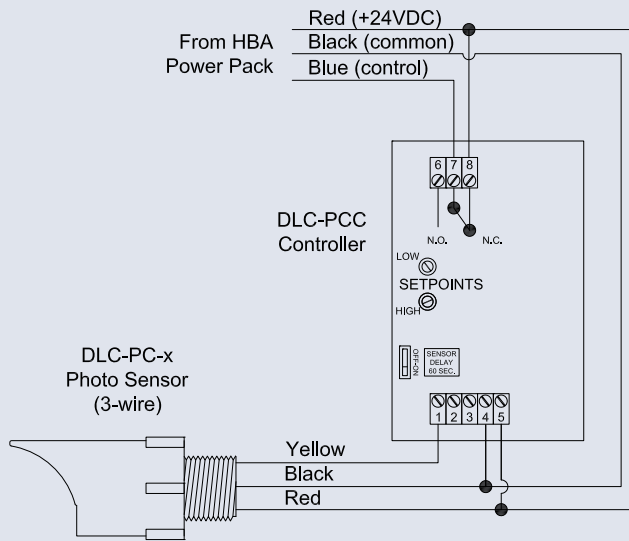 Red (+24VDC)
From HBA
Power Pack
Black (common)
Blue (control)
6 7 8
DLC-PCC
Controller
N.O. N.C.
LOW
SETPOINTS
HIGH
OFF-ON
SENSOR
DELAY
60 SEC.
DLC-PC-x
Photo Sensor
(3-wire)
1 2 3 4 5
Yellow
Black
Red